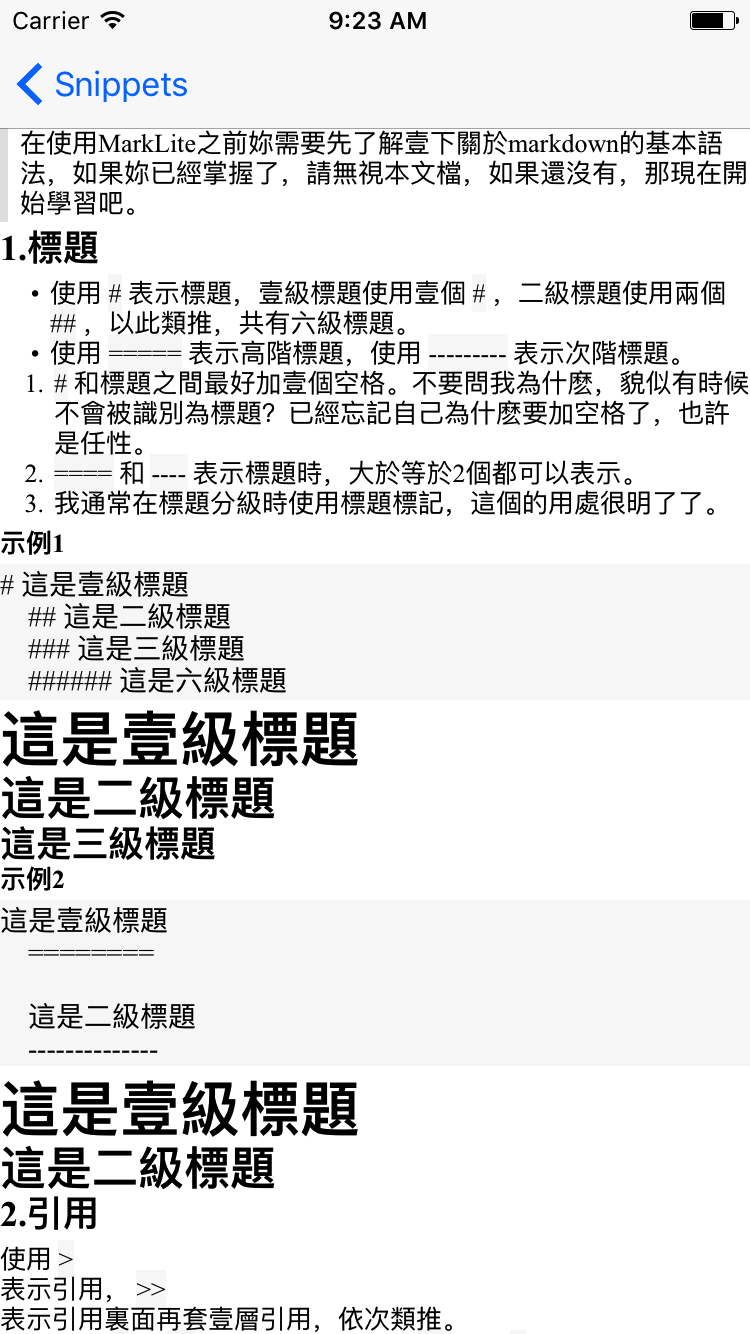 Carrier 9:23 AM
Snippets
在使用MarkLite之前妳需要先了解壹下關於markdown的基本語
法，如果妳已經掌握了，請無視本文檔，如果還沒有，那現在開
始學習吧。
1.標題
• 使用 # 表示標題，壹級標題使用壹個 # ，二級標題使用兩個
## ，以此類推，共有六級標題。
• 使用 ===== 表示高階標題，使用 --------- 表示次階標題。
1. # 和標題之間最好加壹個空格。不要問我為什麽，貌似有時候
不會被識別為標題？已經忘記自己為什麽要加空格了，也許
是任性。
2. ==== 和 ---- 表示標題時，大於等於2個都可以表示。
3. 我通常在標題分級時使用標題標記，這個的用處很明了了。
示例1
# 這是壹級標題
## 這是二級標題
### 這是三級標題
###### 這是六級標題
這是壹級標題
這是二級標題
這是三級標題
示例2
這是壹級標題
========
這是二級標題
--------------
這是壹級標題
這是二級標題
2.引用
使用 >
表示引用， >>
表示引用裏面再套壹層引用，依次類推。